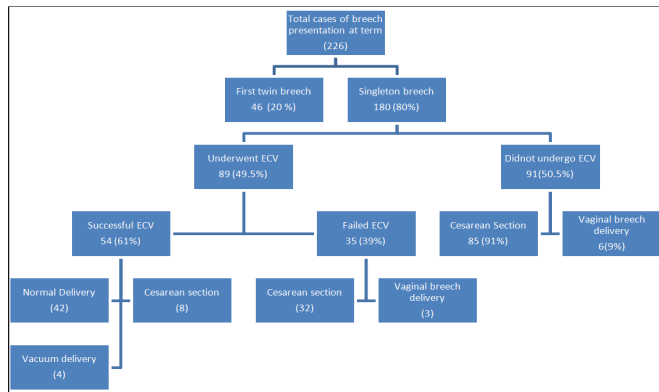 Total cases of breech
presentation at term
(226)
First twin breech
46 (20 %)
Singleton breech
180 (80%)
Underwent ECV
89 (49.5%)
Didnot undergo ECV
91(50.5%)
Successful ECV
54 (61%)
Failed ECV
35 (39%)
Cesarean Section
85 (91%)
Vaginal breech
delivery
6(9%)
Normal Delivery
(42)
Cesarean section
(8)
Cesarean section
(32)
Vaginal breech
delivery
(3)
Vacuum delivery
(4)